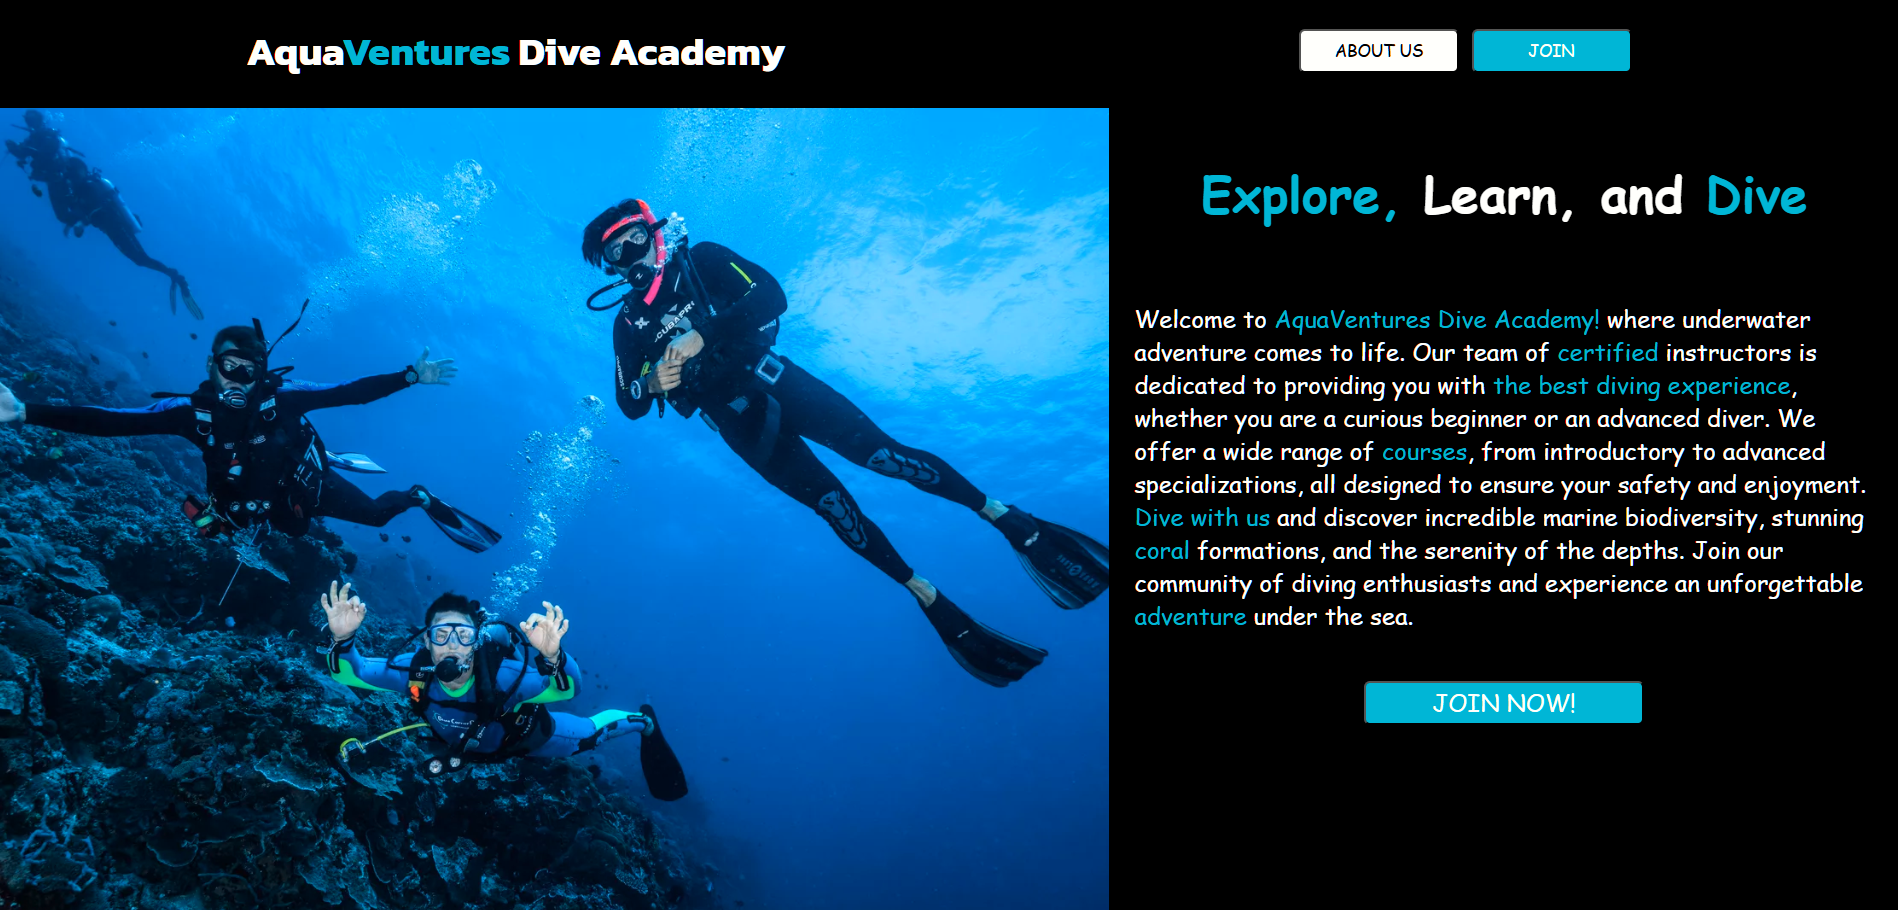 AquaVentures Dive Academy
ABOUT US
JOIN
Explore, Learn, and Dive
Welcome to AquaVentures Dive Academy! where underwater
adventure comes to life. Our team of certified instructors is
dedicated to providing you with the best diving experience,
whether you are a curious beginner or an advanced diver. We
offer a wide range of courses, from introductory to advanced
specializations, all designed to ensure your safety and enjoyment.
Dive with us and discover incredible marine biodiversity, stunning
coral formations, and the serenity of the depths. Join our
community of diving enthusiasts and experience an unforgettable
adventure under the sea.
JOIN NOW!
SCUBAPRO